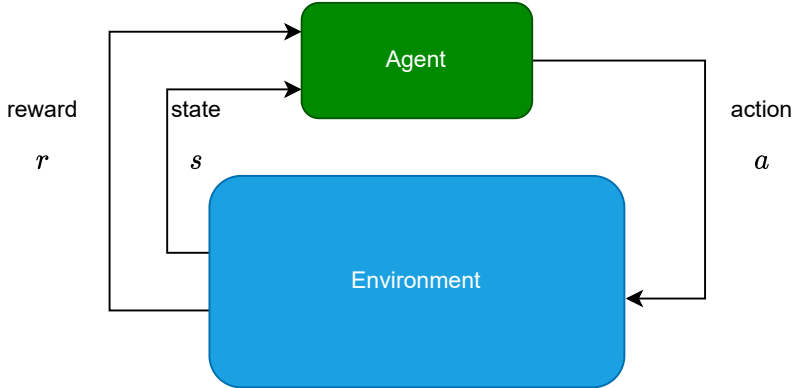 Agent
reward
state
action
r
s
a
Environment